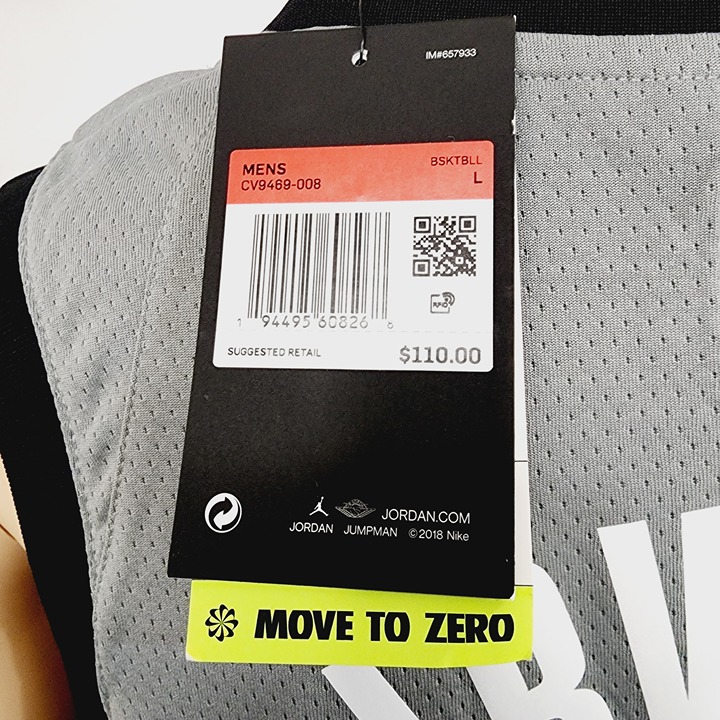 IM#657933
MENS BSKTBLL
CV9469-008 L
1 94495 60826 8
RFID
SUGGESTED RETAIL $110.00
JORDAN.COM
JORDAN JUMPMAN ©2018 Nike
MOVE TO ZERO